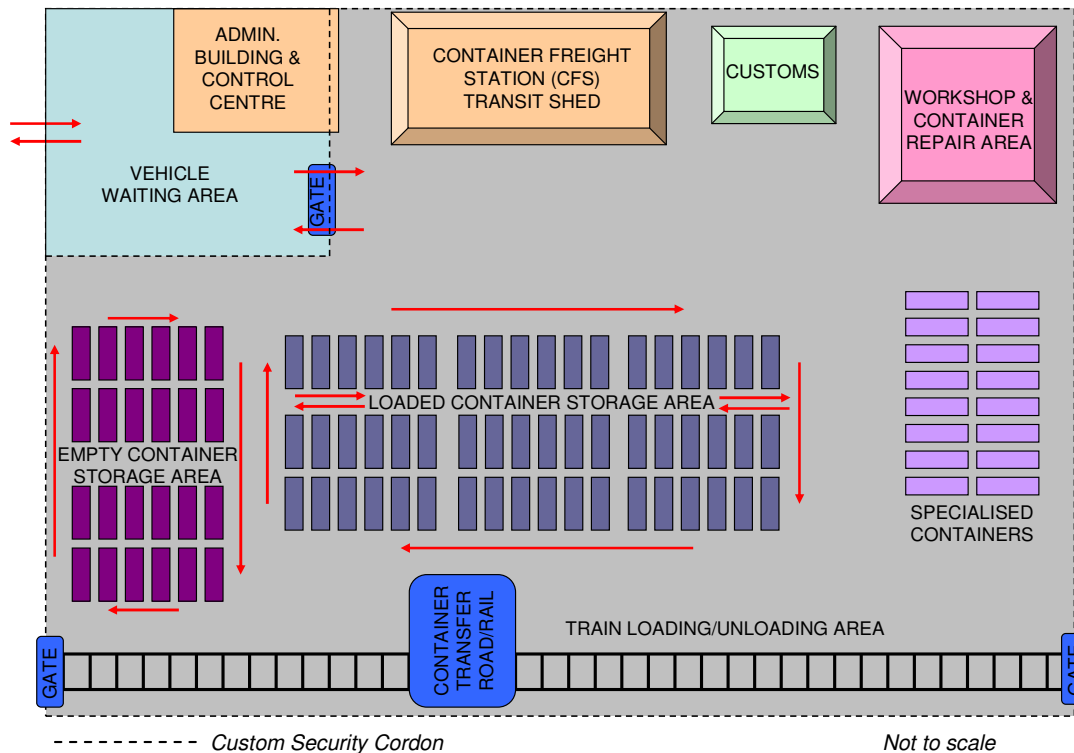 ADMIN.
BUILDING &
CONTROL
CENTRE
CONTAINER FREIGHT
STATION (CFS)
TRANSIT SHED
CUSTOMS
WORKSHOP &
CONTAINER
REPAIR AREA
VEHICLE
WAITING AREA
GATE
LOADED CONTAINER STORAGE AREA
EMPTY CONTAINER
STORAGE AREA
SPECIALISED
CONTAINERS
CONTAINER
TRANSFER
ROAD/RAIL
TRAIN LOADING/UNLOADING AREA
GATE
GATE
Custom Security Cordon
Not to scale